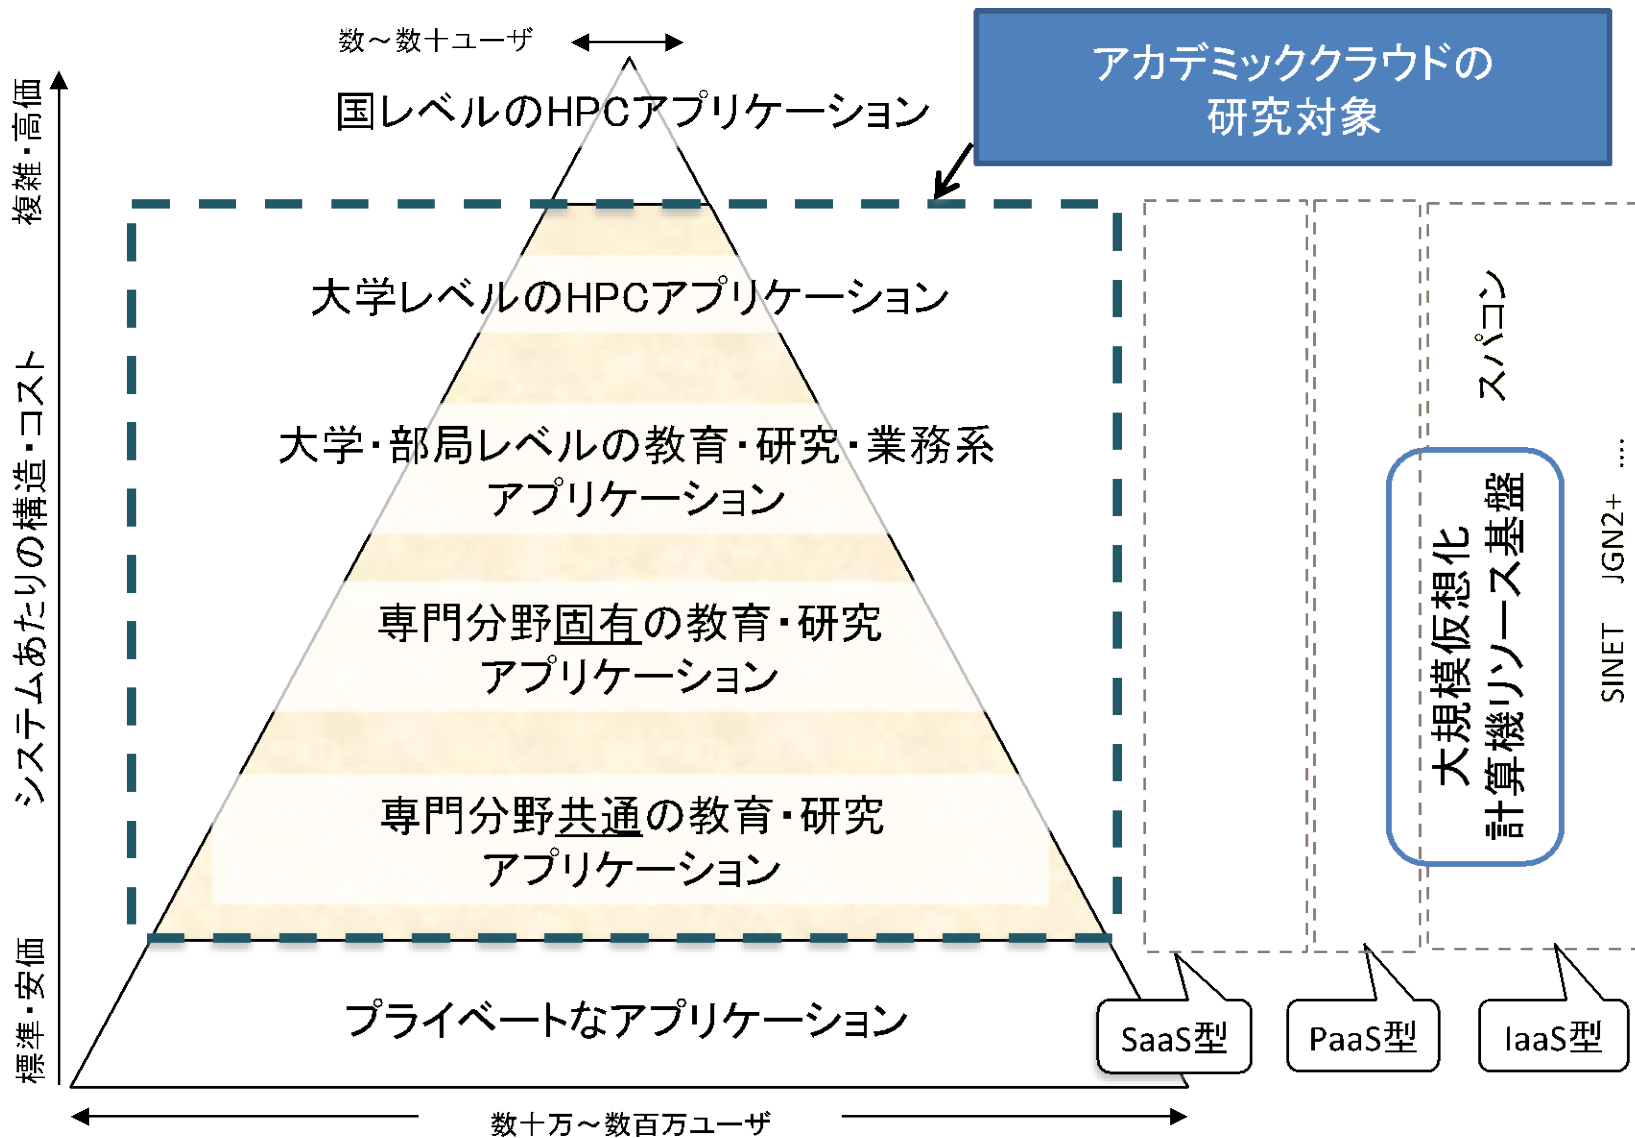 数～数十ユーザ
アカデミッククラウドの
研究対象
国レベルのHPCアプリケーション
複雑・高価
システムあたりの構造・コスト
標準・安価
大学レベルのHPCアプリケーション
大学・部局レベルの教育・研究・業務系
アプリケーション
専門分野固有の教育・研究
アプリケーション
専門分野共通の教育・研究
アプリケーション
プライベートなアプリケーション
数十万～数百万ユーザ
スパコン
大規模仮想化
計算機リソース基盤
SINET JGN2+ ....
SaaS型
PaaS型
IaaS型